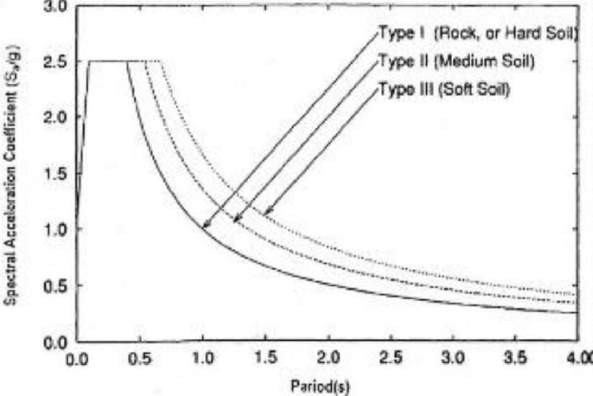 Spectral Acceleration Coefficient (Sa/g)
3.0
2.5
2.0
1.5
1.0
0.5
0.0
Type I (Rock, or Hard Soil)
Type II (Medium Soil)
Type III (Soft Soil)
0.0 0.5 1.0 1.5 2.0 2.5 3.0 3.5 4.00
Period(s)